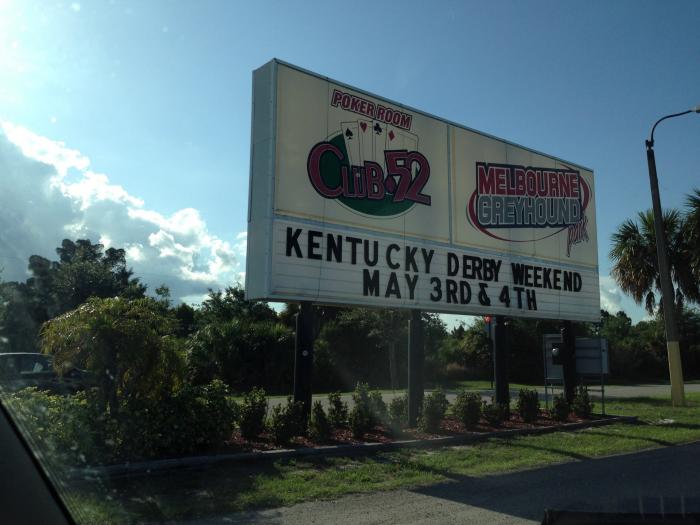 POKER ROOM
CLUB 52
MELBOURNE
GREYHOUND
park
KENTUCKY DERBY WEEKEND
MAY 3RD & 4TH